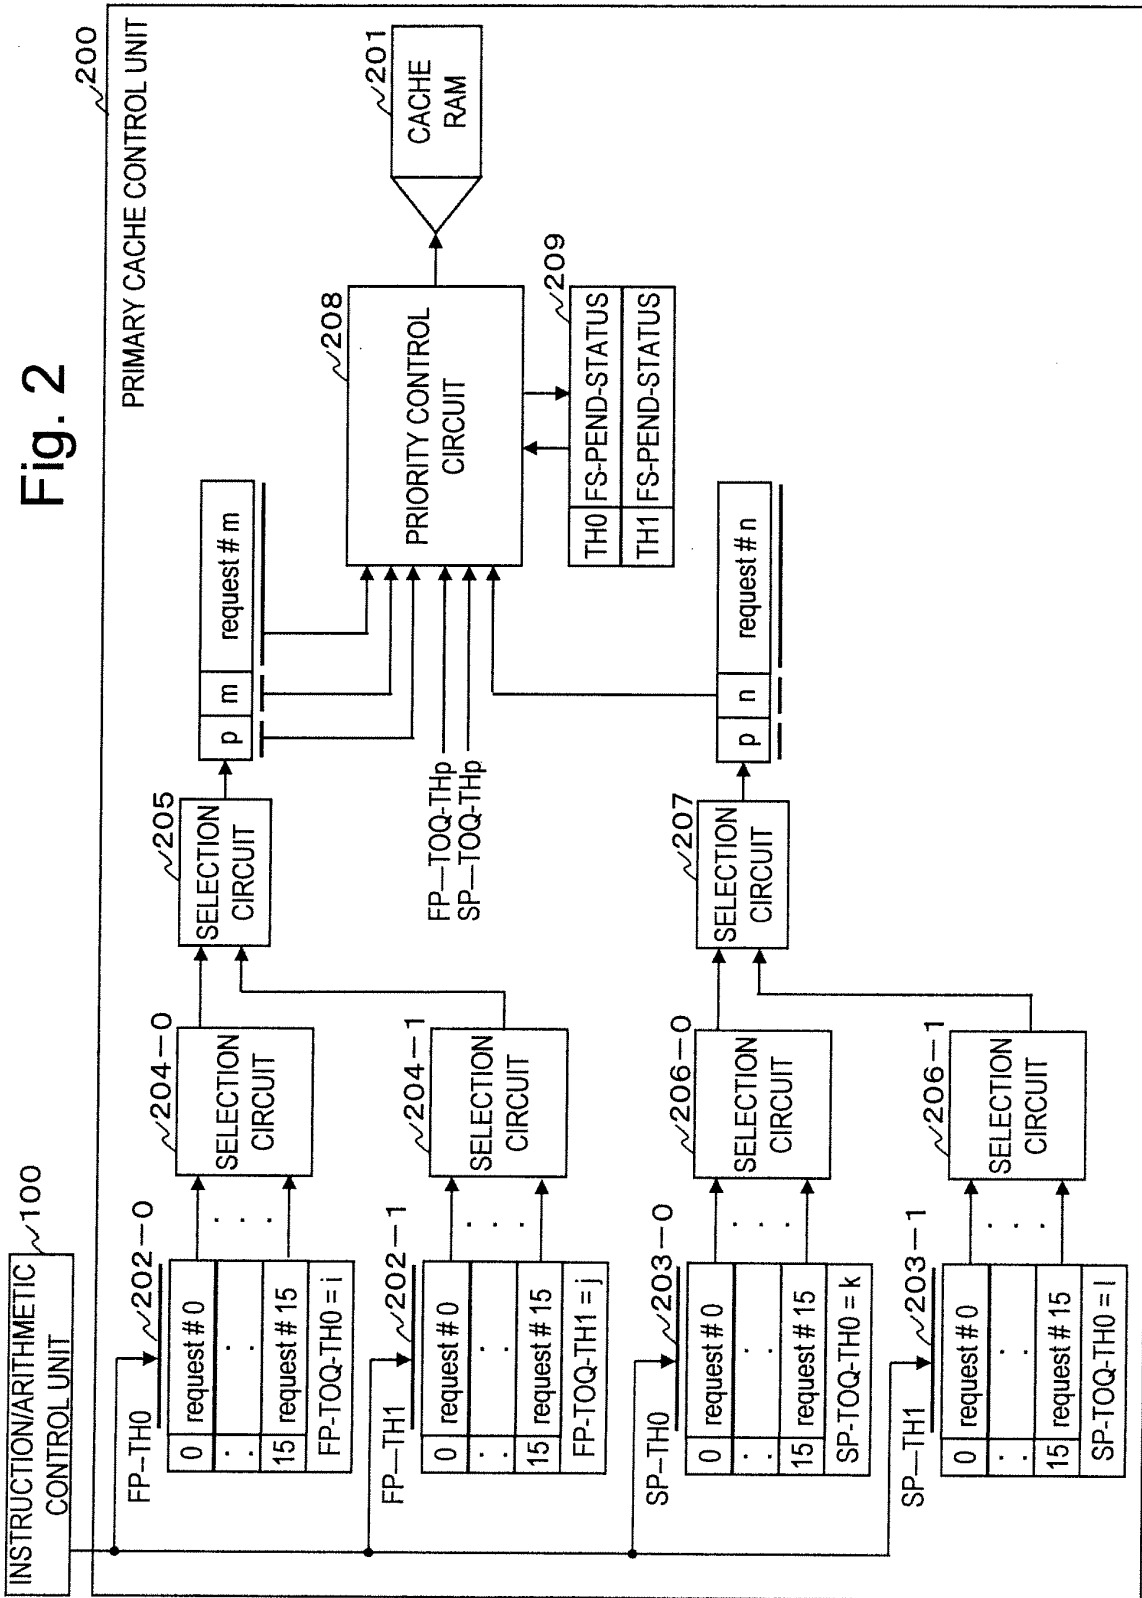 Fig. 2
INSTRUCTION/ARITHMETIC
CONTROL UNIT
100
200
PRIMARY CACHE CONTROL UNIT
FP—TH0
202—0
0 request # 0
. . . .
15 request # 15
FP-TOQ-TH0 = i
. . .
204—0
SELECTION
CIRCUIT
FP—TH1
202—1
0 request # 0
. . . .
15 request # 15
FP-TOQ-TH1 = j
. . .
204—1
SELECTION
CIRCUIT
205
SELECTION
CIRCUIT
p m request # m
FP—TOQ-THp
SP—TOQ-THp
208
PRIORITY CONTROL
CIRCUIT
201
CACHE
RAM
209
TH0 FS-PEND-STATUS
TH1 FS-PEND-STATUS
SP—TH0
203—0
0 request # 0
. . . .
15 request # 15
SP-TOQ-TH0 = k
. . .
206—0
SELECTION
CIRCUIT
SP—TH1
203—1
0 request # 0
. . . .
15 request # 15
SP-TOQ-TH0 = l
. . .
206—1
SELECTION
CIRCUIT
207
SELECTION
CIRCUIT
p n request # n